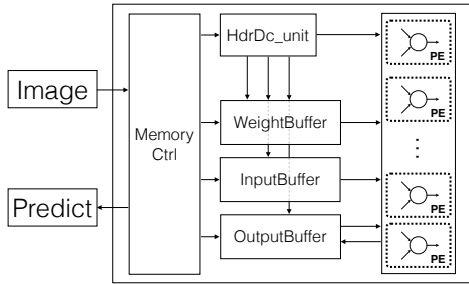 Image
Predict
Memory
Ctrl
HdrDc_unit
WeightBuffer
InputBuffer
OutputBuffer
PE
PE
PE
PE